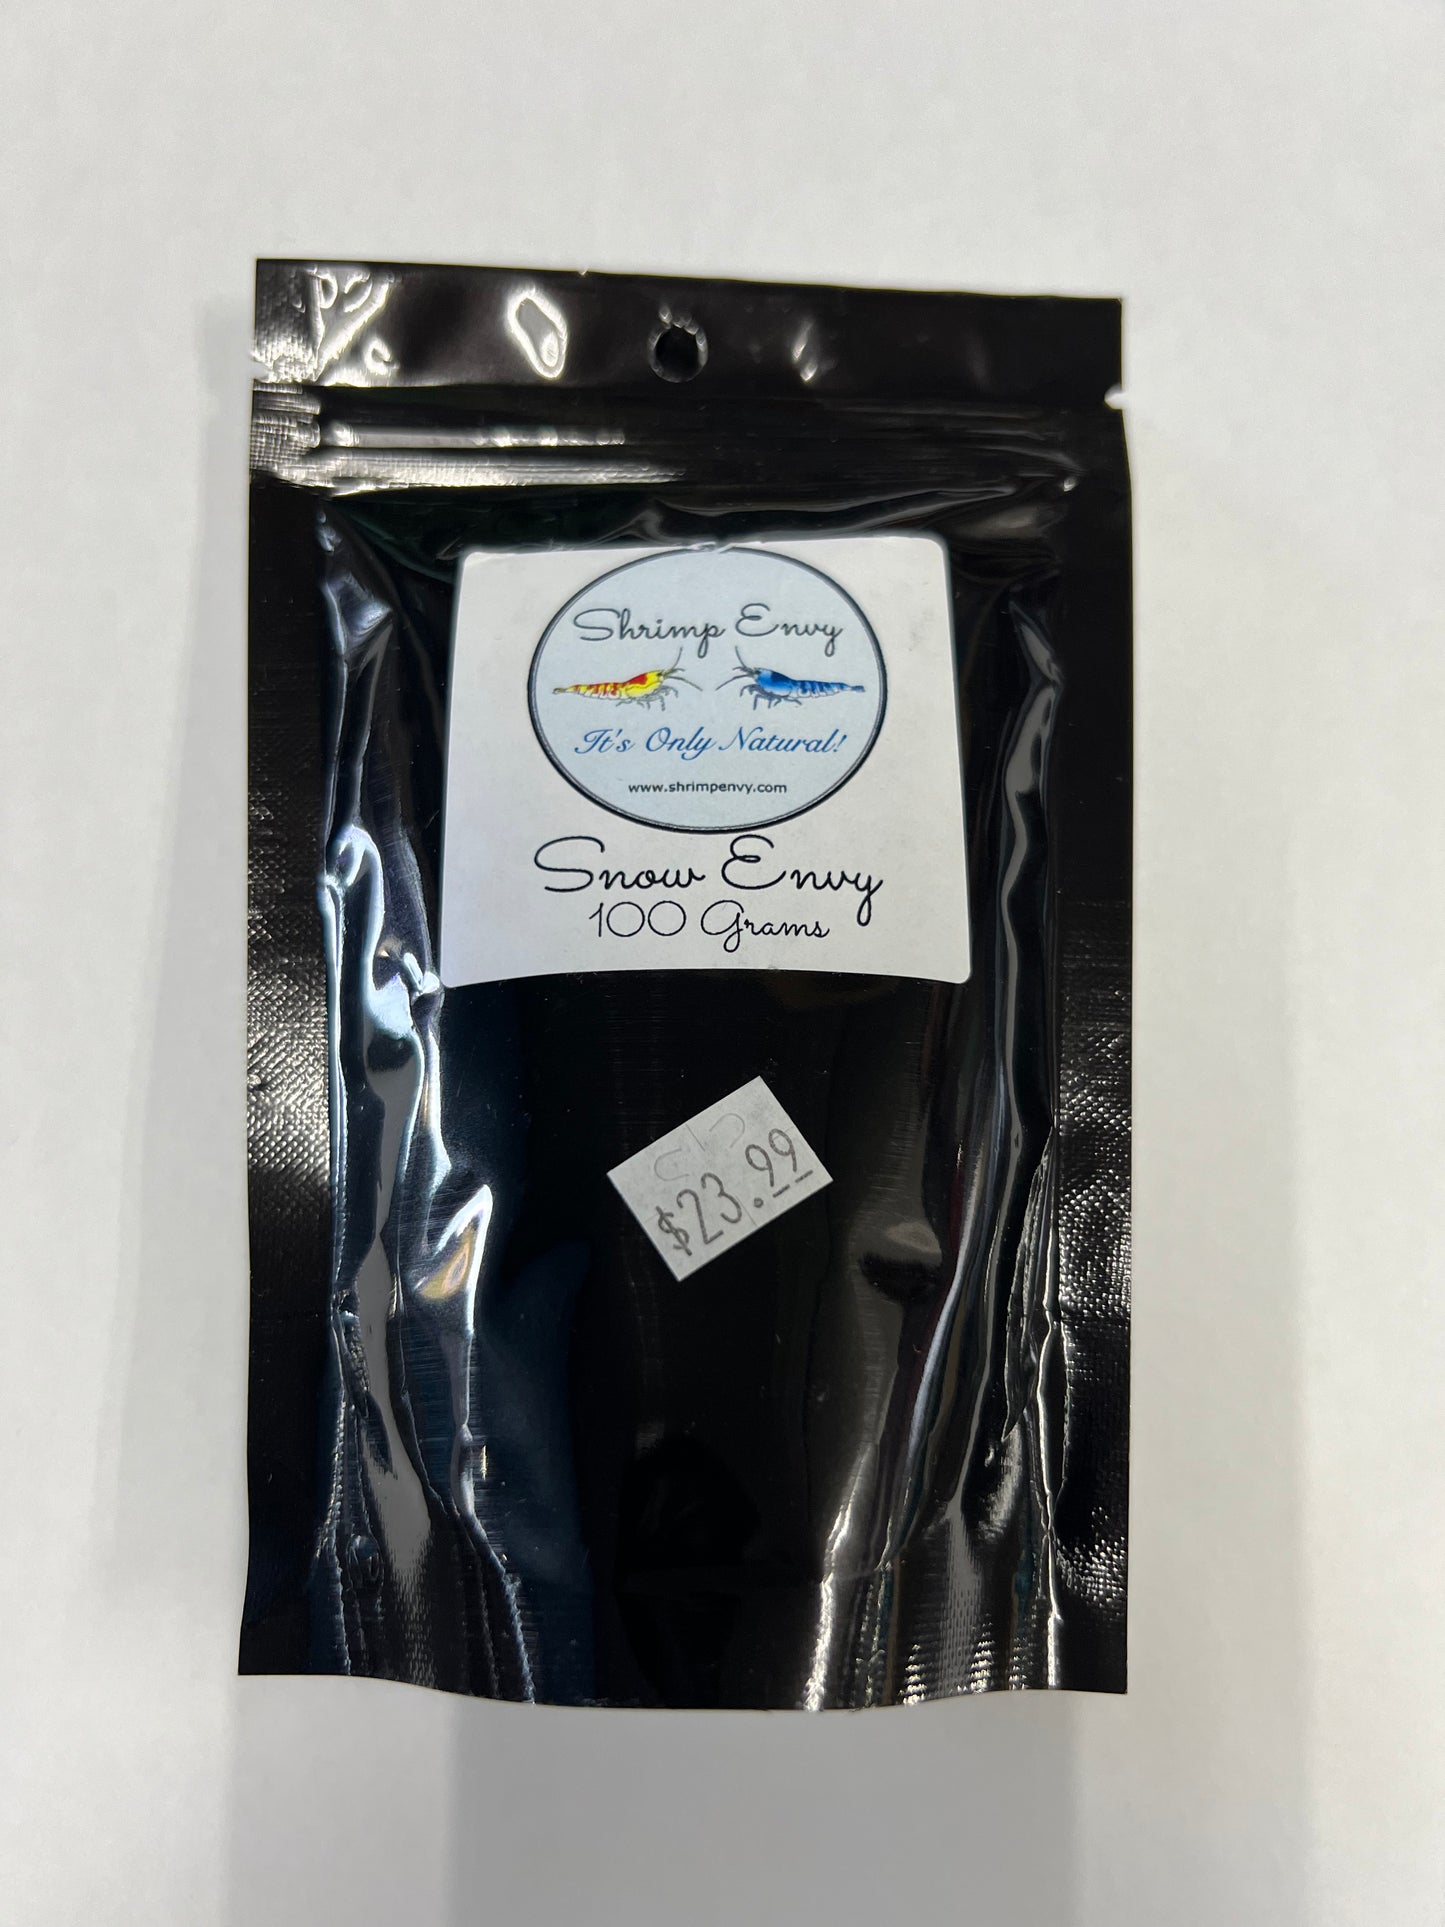 Shrimp Envy
It's Only Natural!
www.shrimpenvy.com
Snow Envy
100 Grams
$23.99